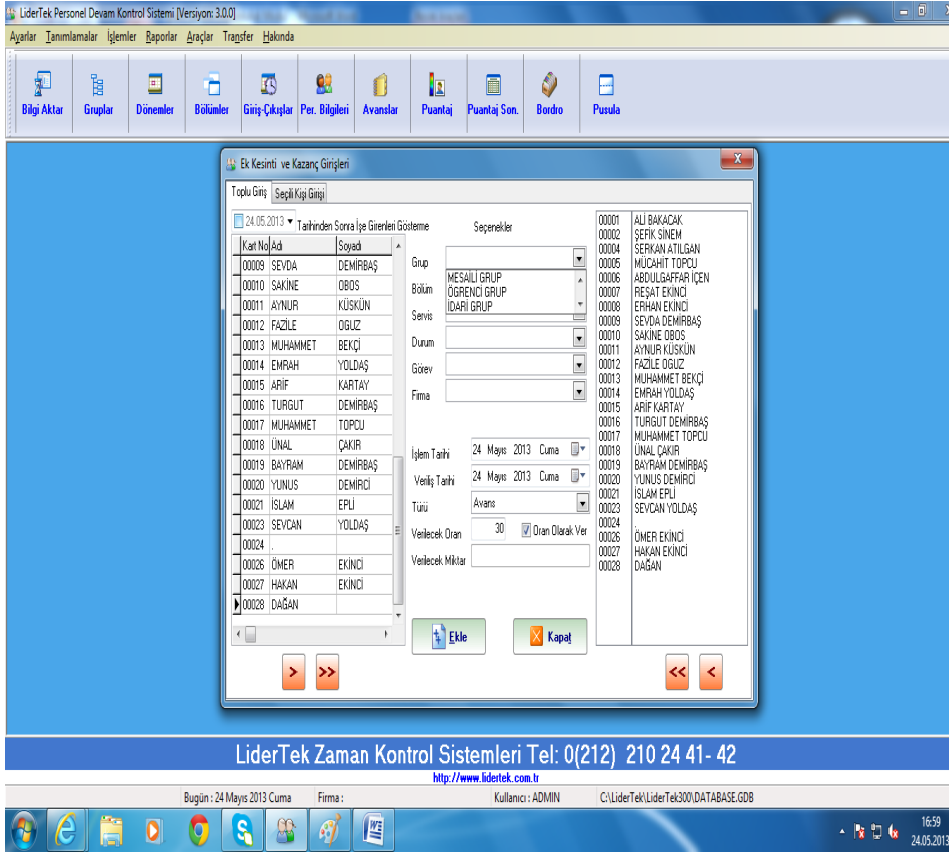 LiderTek Personel Devam Kontrol Sistemi [Versiyon: 3.0.0]
Ayarlar Tanımlamalar İşlemler Raporlar Araçlar Transfer Hakında
Bilgi Aktar Gruplar Dönemler Bölümler Giriş-Çıkışlar Per. Bilgileri Avanslar Puantaj Puantaj Son. Bordro Pusula
Ek Kesinti ve Kazanç Girişleri
X
Toplu Giriş Seçili Kişi Girişi
24.05.2013 Tarihinden Sonra İşe Girenleri Gösterme
Kart No Adı Soyadı
00009 SEVDA DEMİRBAŞ
00010 SAKİNE OBOS
00011 AYNUR KÜSKÜN
00012 FAZİLE OGUZ
00013 MUHAMMET BEKÇİ
00014 EMRAH YOLDAŞ
00015 ARİF KARTAY
00016 TURGUT DEMİRBAŞ
00017 MUHAMMET TOPCU
00018 ÜNAL ÇAKIR
00019 BAYRAM DEMİRBAŞ
00020 YUNUS DEMİRCİ
00021 İSLAM EPLİ
00023 SEVCAN YOLDAŞ
00024 .
00026 ÖMER EKİNCİ
00027 HAKAN EKİNCİ
00028 DAĞAN
> >>
Seçenekler
Grup
MESAİLİ GRUP
ÖGRENCİ GRUP
İDARİ GRUP
Bölüm
Servis
Durum
Görev
Firma
İşlem Tarihi 24 Mayıs 2013 Cuma
Veriliş Tarihi 24 Mayıs 2013 Cuma
Türü Avans
Verilecek Oran 30 Oran Olarak Ver
Verilecek Miktar
Ekle Kapat
00001 ALİ BAKACAK
00002 ŞEFİK SİNEM
00004 SERKAN ATILGAN
00005 MÜCAHİT TOPCU
00006 ABDULGAFFAR İÇEN
00007 REŞAT EKİNCİ
00008 ERHAN EKİNCİ
00009 SEVDA DEMİRBAŞ
00010 SAKİNE OBOS
00011 AYNUR KÜSKÜN
00012 FAZİLE OGUZ
00013 MUHAMMET BEKÇİ
00014 EMRAH YOLDAŞ
00015 ARİF KARTAY
00016 TURGUT DEMİRBAŞ
00017 MUHAMMET TOPCU
00018 ÜNAL ÇAKIR
00019 BAYRAM DEMİRBAŞ
00020 YUNUS DEMİRCİ
00021 İSLAM EPLİ
00023 SEVCAN YOLDAŞ
00024 .
00026 ÖMER EKİNCİ
00027 HAKAN EKİNCİ
00028 DAĞAN
<< <
LiderTek Zaman Kontrol Sistemleri Tel: 0(212) 210 24 41- 42
http://www.lidertek.com.tr
Bugün : 24 Mayıs 2013 Cuma Firma : Kullanıcı : ADMIN C:\LiderTek\LiderTek300\DATABASE.GDB
16:59
24.05.2013